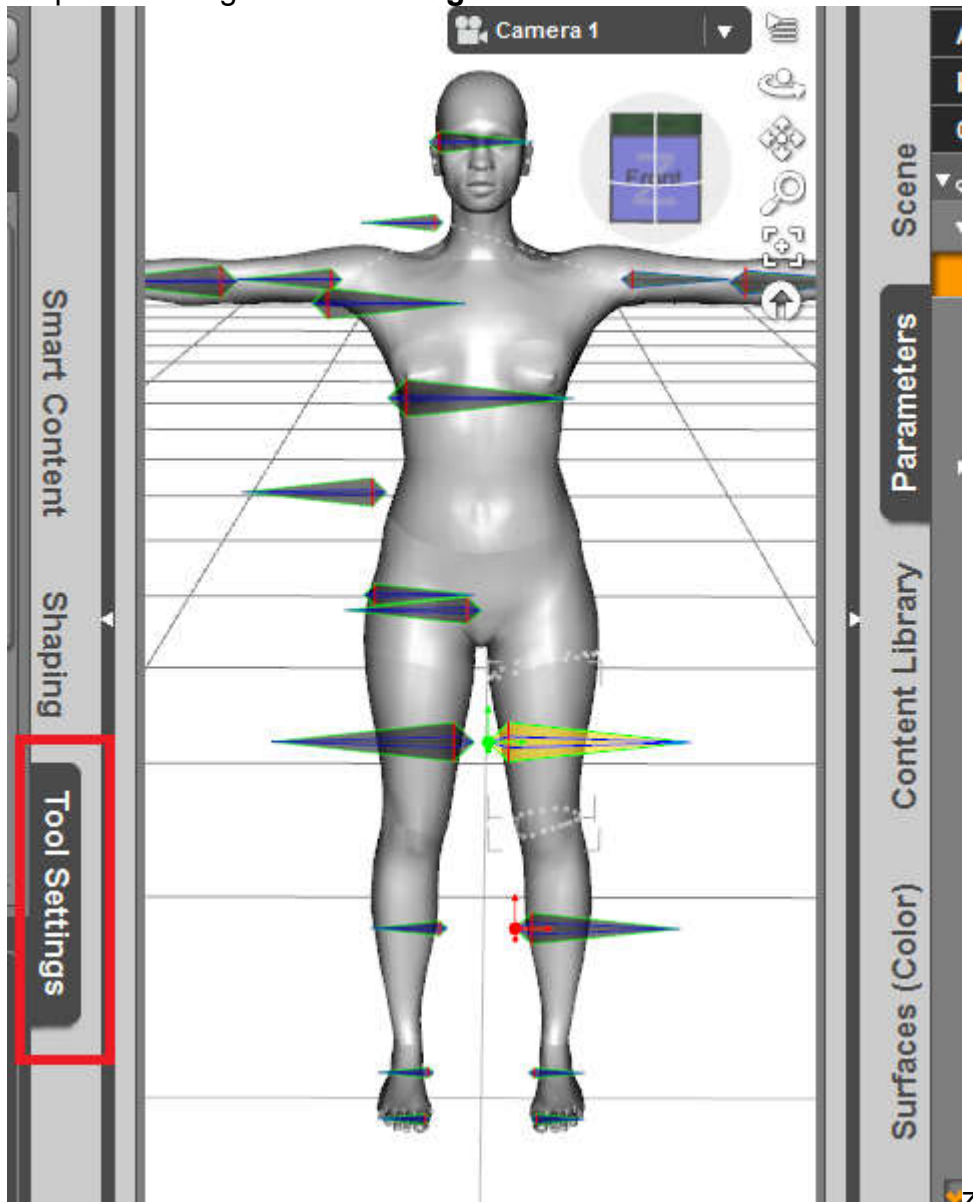 Camera 1
Front
Smart Content
Shaping
Tool Settings
Scene
Parameters
Content Library
Surfaces (Color)